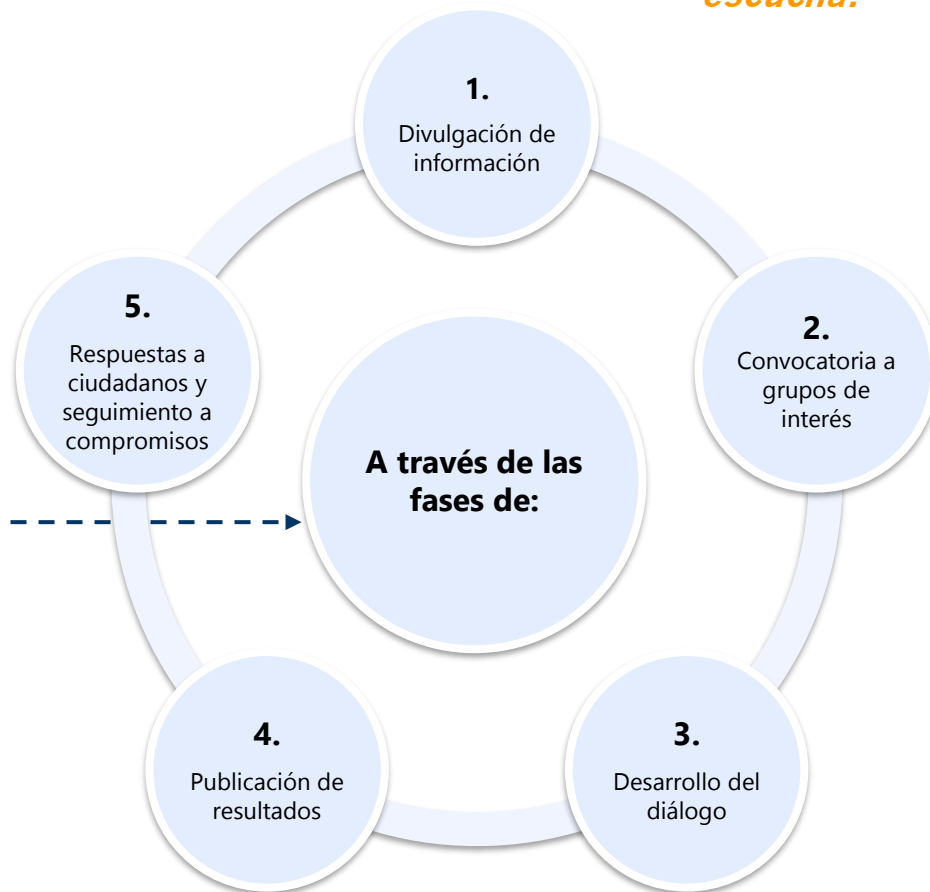 escucha.
1.
Divulgación de
información
2.
Convocatoria a
grupos de
interés
3.
Desarrollo del
diálogo
4.
Publicación de
resultados
5.
Respuestas a
ciudadanos y
seguimiento a
compromisos
A través de las
fases de: